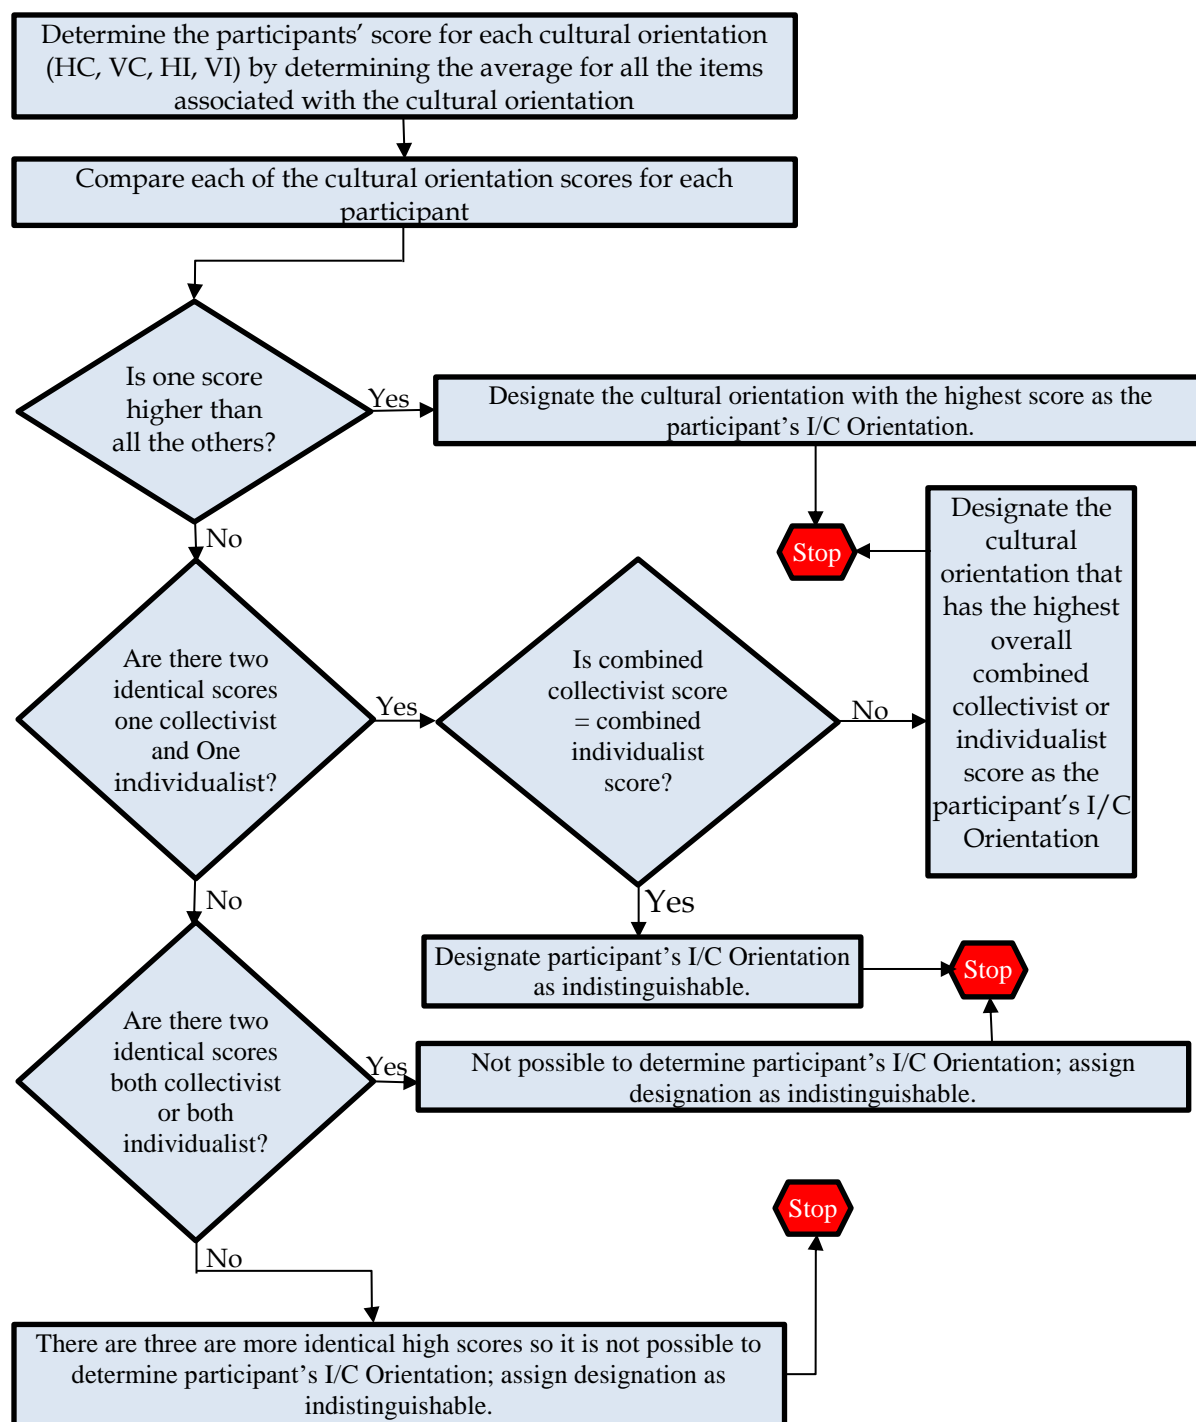 Determine the participants’ score for each cultural orientation
(HC, VC, HI, VI) by determining the average for all the items
associated with the cultural orientation
Compare each of the cultural orientation scores for each
participant
Is one score
higher than
all the others?
Yes
Designate the cultural orientation with the highest score as the
participant’s I/C Orientation.
No
Stop
Designate the
cultural
orientation that
has the highest
overall
combined
collectivist or
individualist
score as the
participant’s I/C
Orientation
Are there two
identical scores
one collectivist
and One
individualist?
Yes
Is combined
collectivist score
= combined
individualist
score?
No
No
Yes
Designate participant’s I/C Orientation
as indistinguishable.
Stop
Are there two
identical scores
both collectivist
or both
individualist?
Yes
Not possible to determine participant’s I/C Orientation; assign
designation as indistinguishable.
Stop
No
There are three are more identical high scores so it is not possible to
determine participant’s I/C Orientation; assign designation as
indistinguishable.